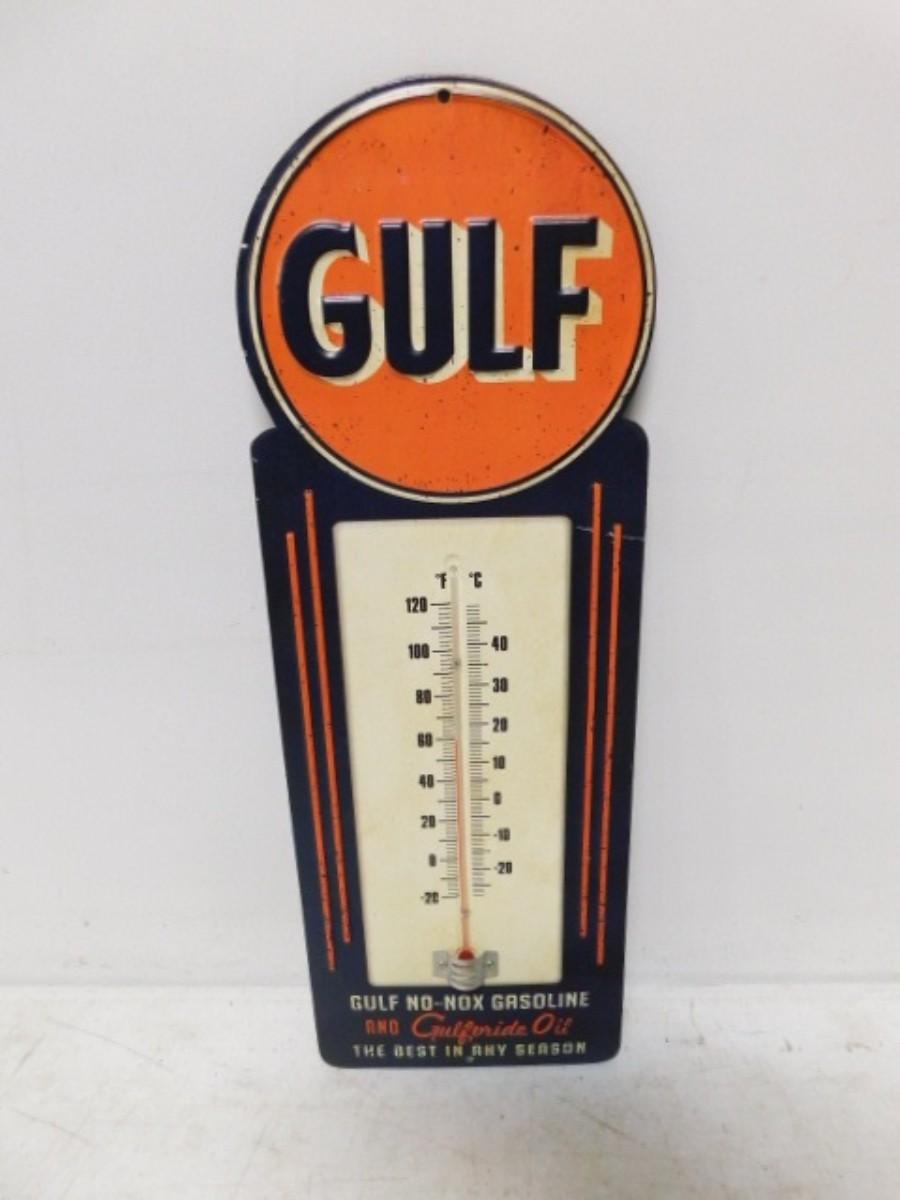 GULF
°F °C
120
100 40
80 30
60 20
40 10
20 0
0 -10
-20 -20
GULF NO-NOX GASOLINE
AND Gulfpride Oil
THE BEST IN ANY SEASON